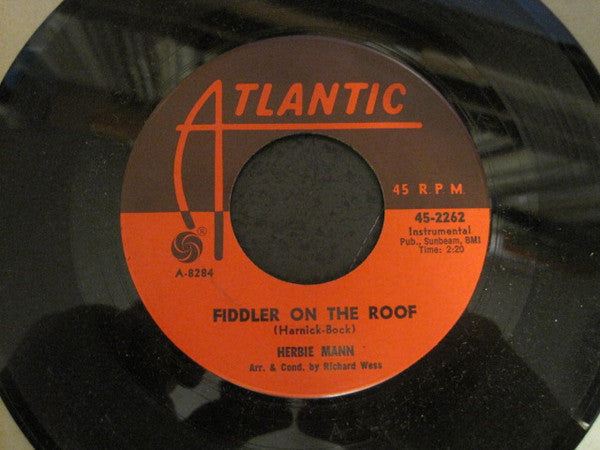 ATLANTIC
45 R.P.M.
45-2262
Instrumental
Pub., Sunbeam, BMI
Time: 2:20
®
A-8284
FIDDLER ON THE ROOF
(Harnick-Bock)
HERBIE MANN
Arr. & Cond. by Richard Wess